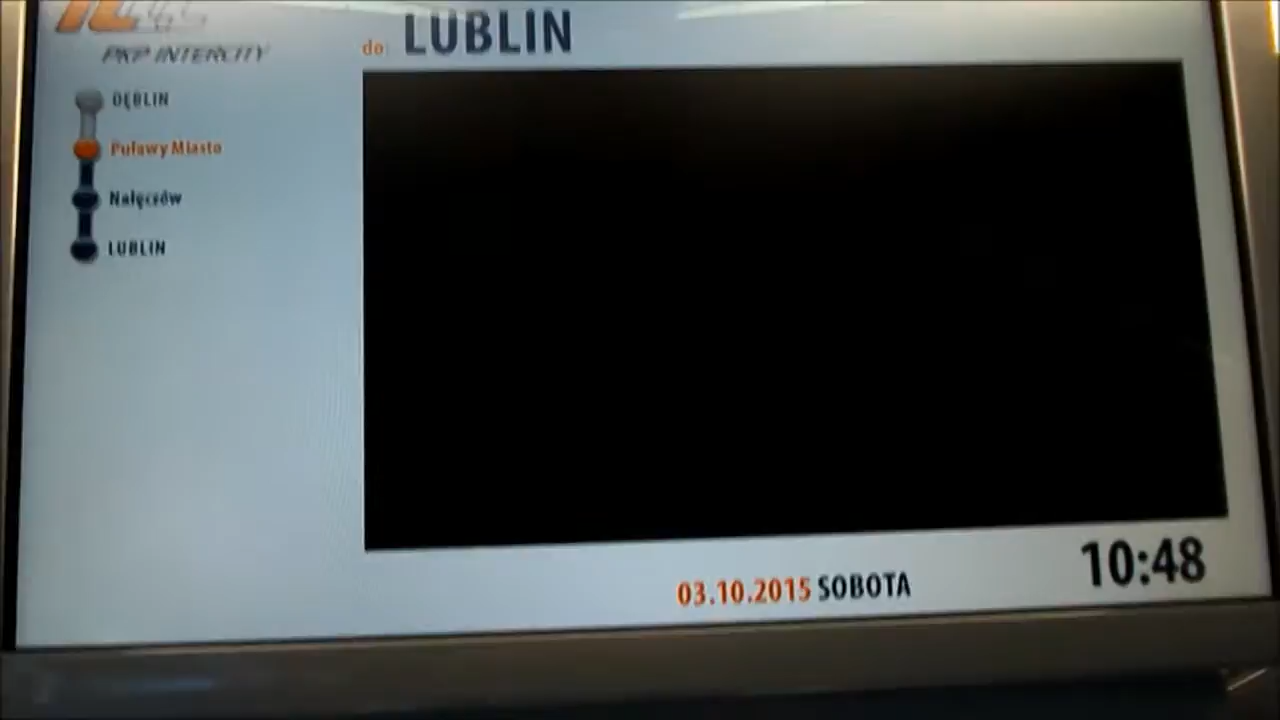 PKP INTERCITY
do: LUBLIN
DĘBLIN
Puławy Miasto
Nałęczów
LUBLIN
03.10.2015 SOBOTA
10:48